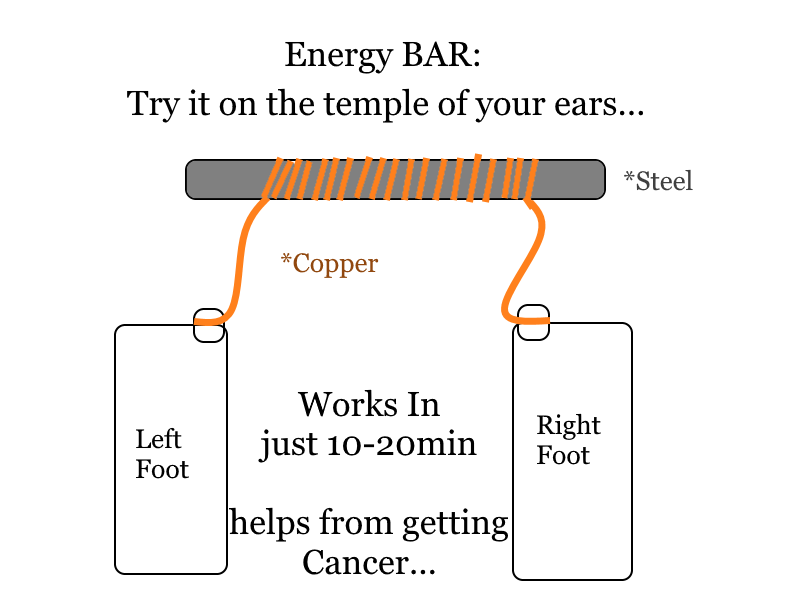 Energy BAR:
Try it on the temple of your ears...
*Steel
*Copper
Left
Foot
Works In
just 10-20min
Right
Foot
helps from getting
Cancer...